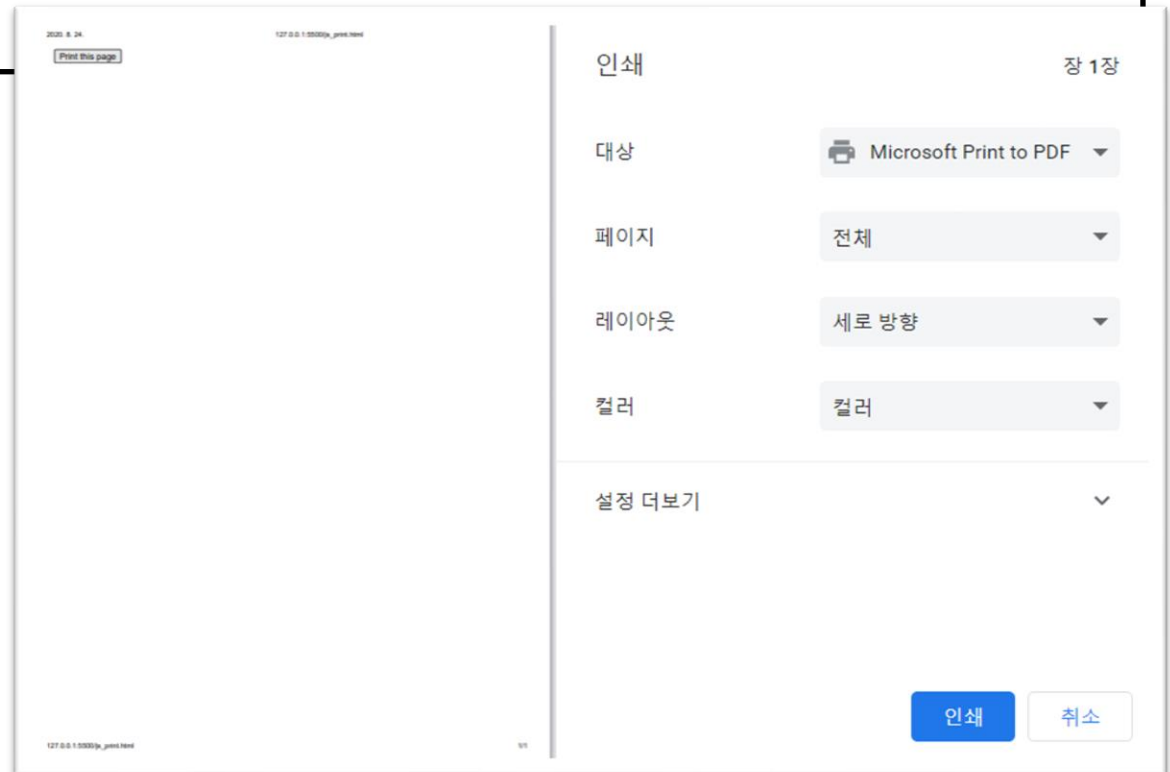 2020. 8. 24.
127.0.0.1:5500/js_print.html
Print this page
인쇄
장 1장
대상
Microsoft Print to PDF
페이지
전체
레이아웃
세로 방향
컬러
컬러
설정 더보기
인쇄
취소
127.0.0.1:5500/js_print.html
1/1